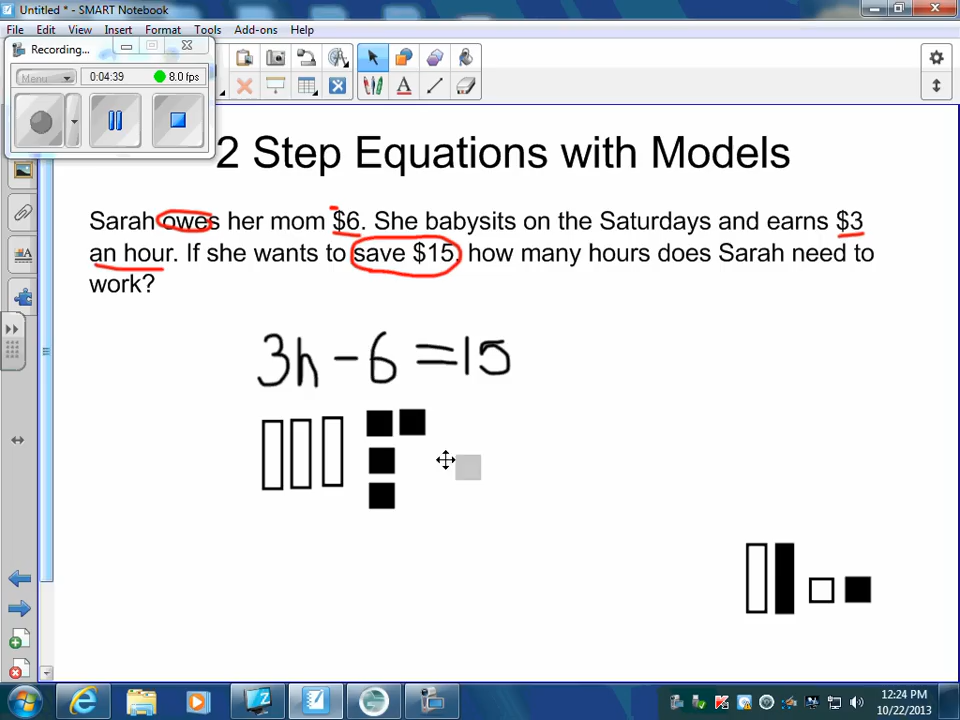 Untitled * - SMART Notebook
File Edit View Insert Format Tools Add-ons Help
Recording...
Menu 0:04:39 8.0 fps
2 Step Equations with Models
Sarah owes her mom $6. She babysits on the Saturdays and earns $3
an hour. If she wants to save $15, how many hours does Sarah need to
work?
3h - 6 = 15
12:24 PM
10/22/2013